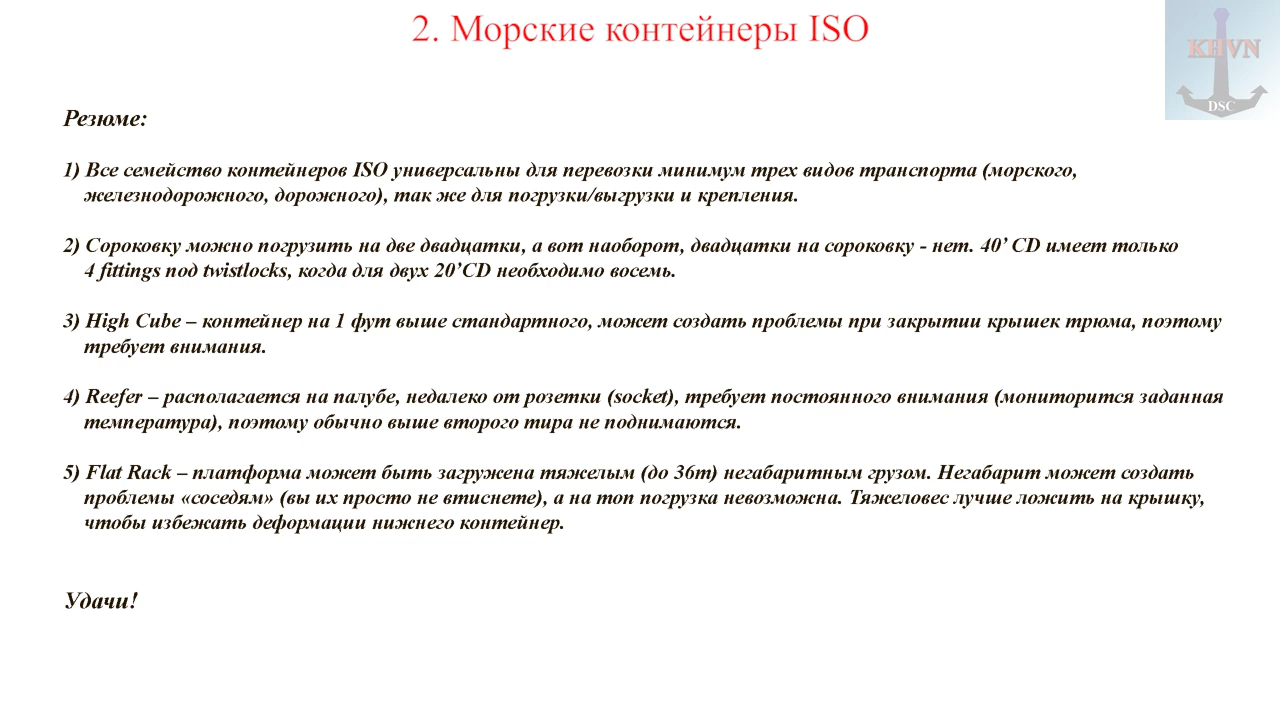 2. Морские контейнеры ISO
KHVN
DSC
Резюме:
1) Все семейство контейнеров ISO универсальны для перевозки минимум трех видов транспорта (морского,
железнодорожного, дорожного), так же для погрузки/выгрузки и крепления.
2) Сороковку можно погрузить на две двадцатки, а вот наоборот, двадцатки на сороковку - нет. 40’ CD имеет только
4 fittings под twistlocks, когда для двух 20’CD необходимо восемь.
3) High Cube – контейнер на 1 фут выше стандартного, может создать проблемы при закрытии крышек трюма, поэтому
требует внимания.
4) Reefer – располагается на палубе, недалеко от розетки (socket), требует постоянного внимания (мониторится заданная
температура), поэтому обычно выше второго тира не поднимаются.
5) Flat Rack – платформа может быть загружена тяжелым (до 36т) негабаритным грузом. Негабарит может создать
проблемы «соседям» (вы их просто не втиснете), а на топ погрузка невозможна. Тяжеловес лучше ложить на крышку,
чтобы избежать деформации нижнего контейнер.
Удачи!